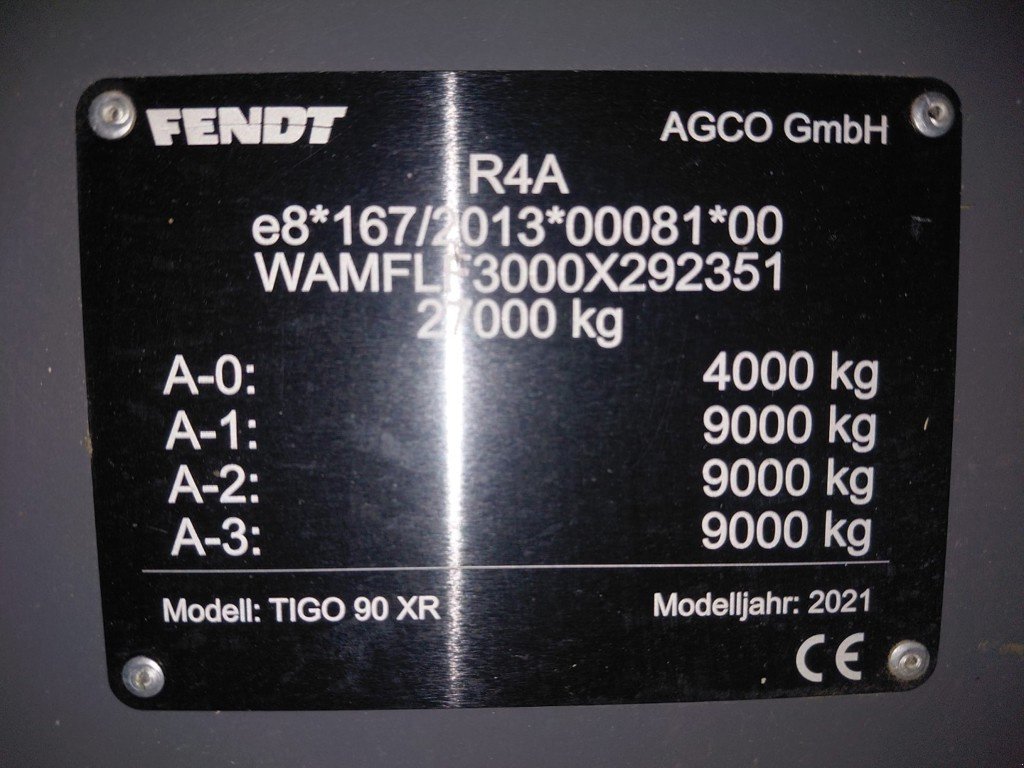 FENDT AGCO GmbH
R4A
e8*167/2013*00081*00
WAMFLF3000X292351
27000 kg
A-0: 4000 kg
A-1: 9000 kg
A-2: 9000 kg
A-3: 9000 kg
Modell: TIGO 90 XR Modelljahr: 2021
CE